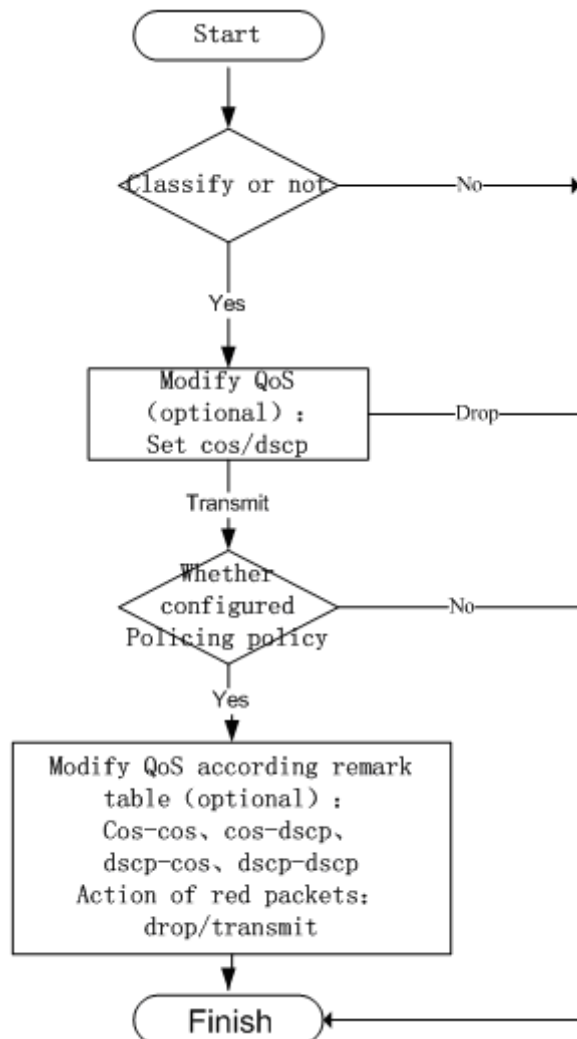 Start
Classify or not
No
Yes
Modify QoS
（optional）：
Set cos/dscp
Drop
Transmit
Whether
configured
Policing policy
No
Yes
Modify QoS according remark
table（optional）：
Cos-cos、cos-dscp、
dscp-cos、dscp-dscp
Action of red packets：
drop/transmit
Finish